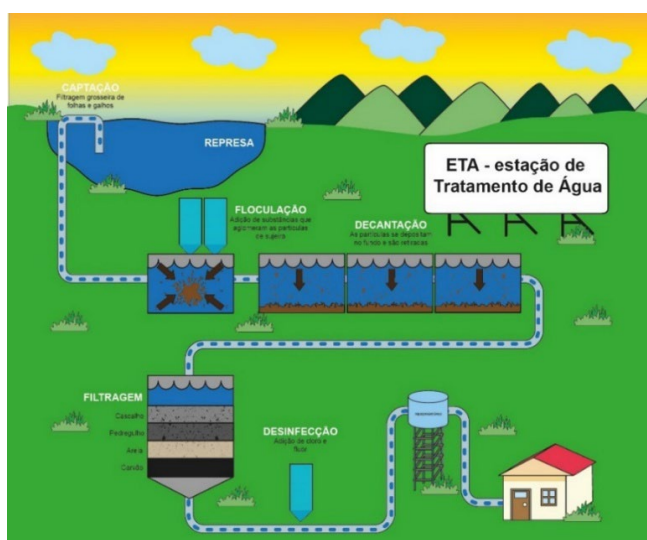 CAPTAÇÃO
Filtragem grosseira de
folhas e galhos
REPRESA
ETA - estação de
Tratamento de Água
FLOCULAÇÃO
Adição de substâncias que
aglomeram as partículas
de sujeira
DECANTAÇÃO
As partículas se depositam
no fundo e são retiradas
FILTRAGEM
Cascalho
Pedregulho
Areia
Carvão
DESINFECÇÃO
Adição de cloro e
flúor